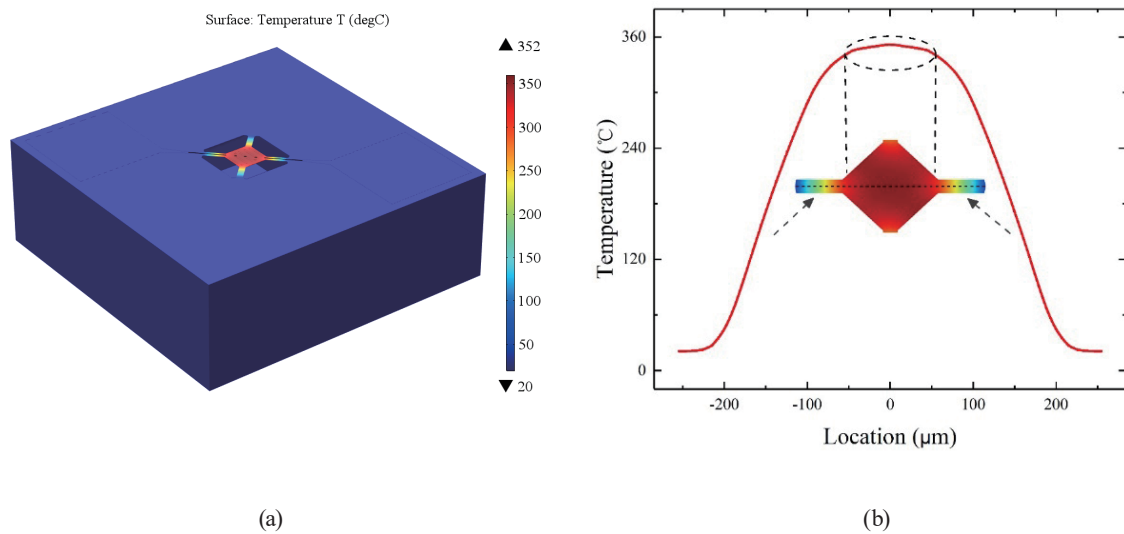 Surface: Temperature T (degC)
▲ 352
350
300
250
200
150
100
50
▼ 20
(a)
Temperature (℃)
360
240
120
0
-200 -100 0 100 200
Location (μm)
(b)